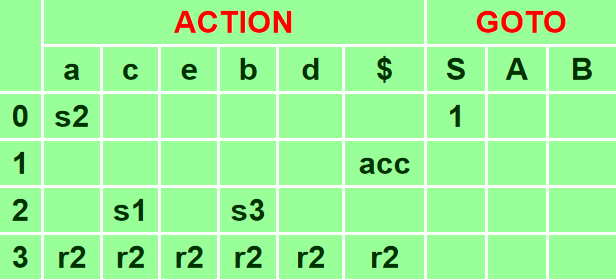 ACTION GOTO
a c e b d $ S A B
0 s2 1
1 acc
2 s1 s3
3 r2 r2 r2 r2 r2 r2